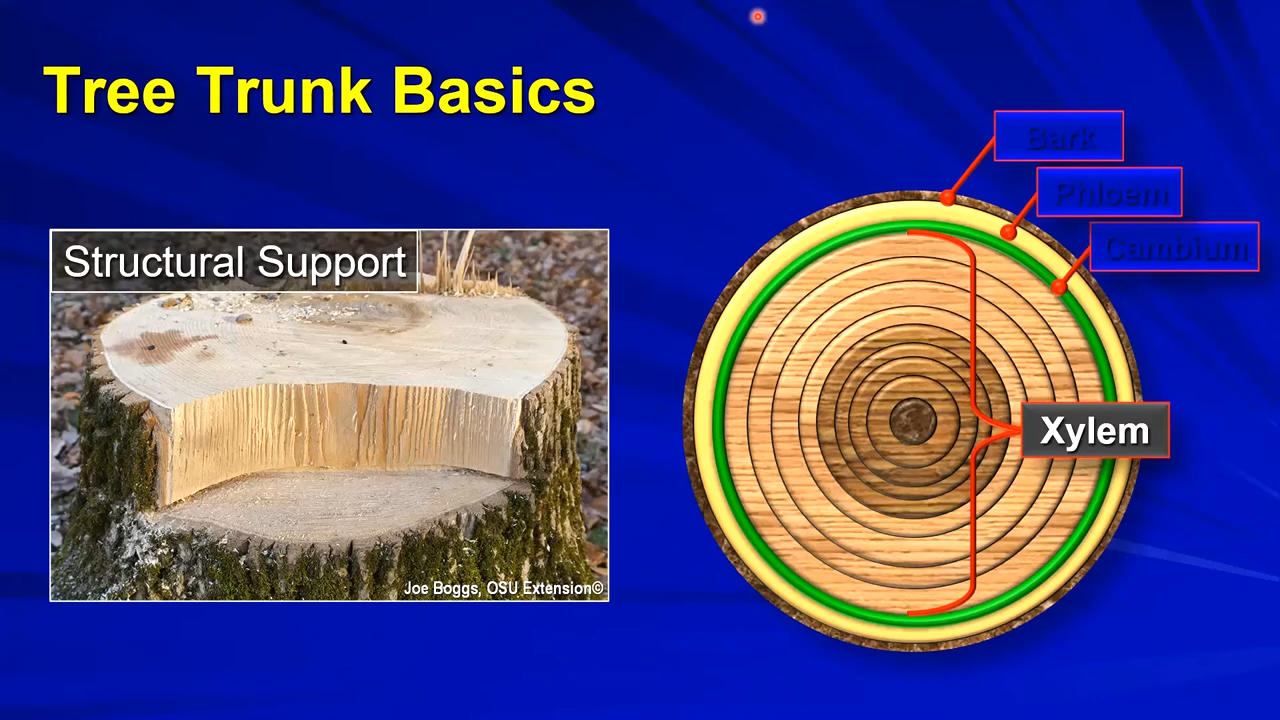 Tree Trunk Basics
Structural Support
Joe Boggs, OSU Extension©
Bark
Phloem
Cambium
Xylem